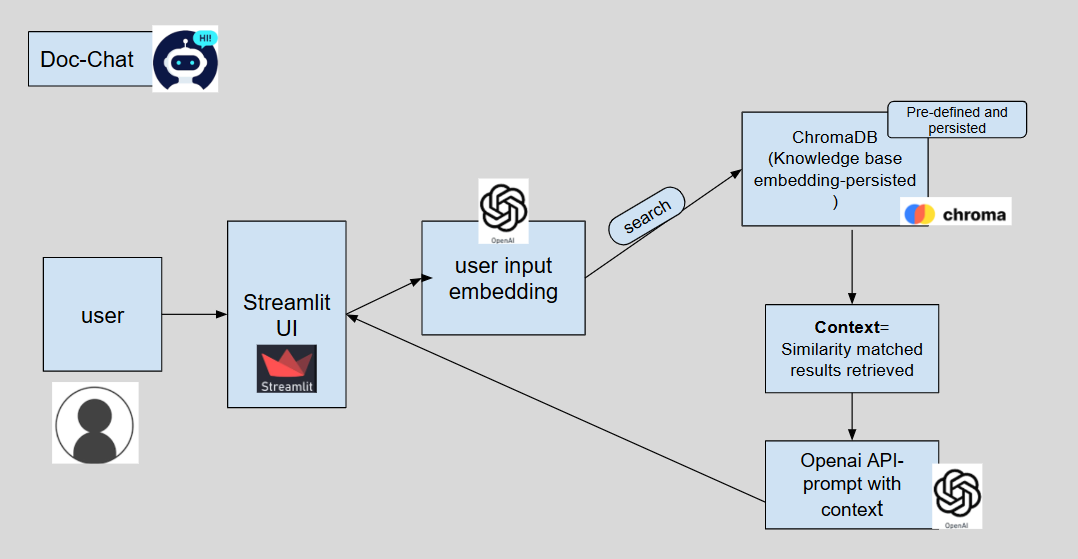 Doc-Chat
HI!
Pre-defined and
persisted
ChromaDB
(Knowledge base
embedding-persisted
)
chroma
search
OpenAI
user input
embedding
user
Streamlit
UI
Streamlit
Context=
Similarity matched
results retrieved
Openai API-
prompt with
context
OpenAI